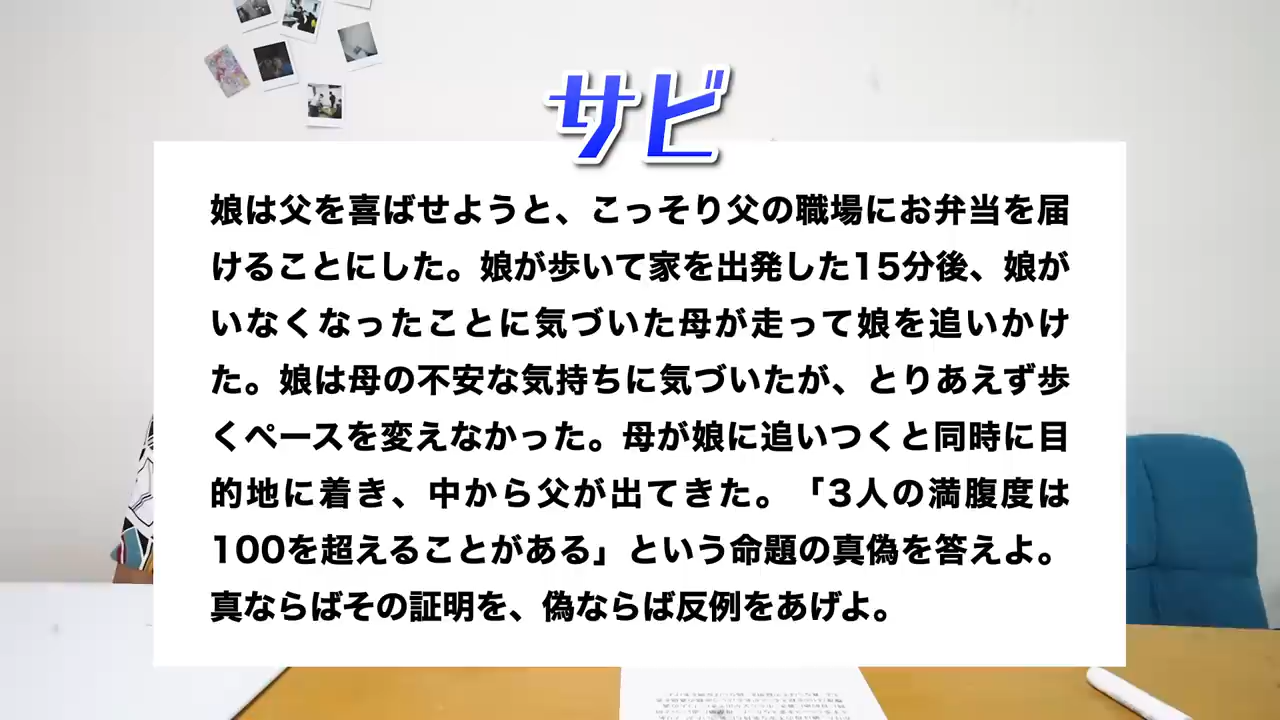 サビ
娘は父を喜ばせようと、こっそり父の職場にお弁当を届
けることにした。娘が歩いて家を出発した15分後、娘が
いなくなったことに気づいた母が走って娘を追いかけ
た。娘は母の不安な気持ちに気づいたが、とりあえず歩
くペースを変えなかった。母が娘に追いつくと同時に目
的地に着き、中から父が出てきた。「3人の満腹度は
100を超えることがある」という命題の真偽を答えよ。
真ならばその証明を、偽ならば反例をあげよ。